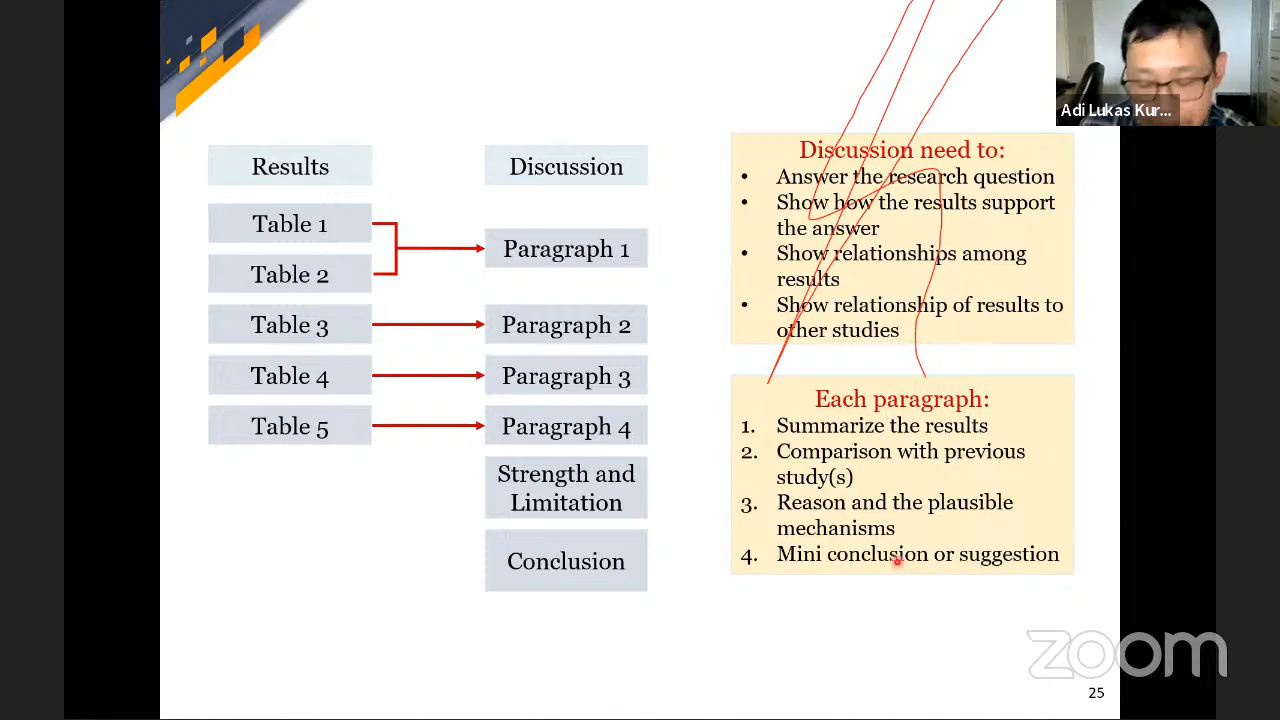 Adi Lukas Kur...
Results
Table 1
Table 2
Table 3
Table 4
Table 5
Discussion
Paragraph 1
Paragraph 2
Paragraph 3
Paragraph 4
Strength and
Limitation
Conclusion
Discussion need to:
• Answer the research question
• Show how the results support
the answer
• Show relationships among
results
• Show relationship of results to
other studies
Each paragraph:
1. Summarize the results
2. Comparison with previous
study(s)
3. Reason and the plausible
mechanisms
4. Mini conclusion or suggestion
zoom
25